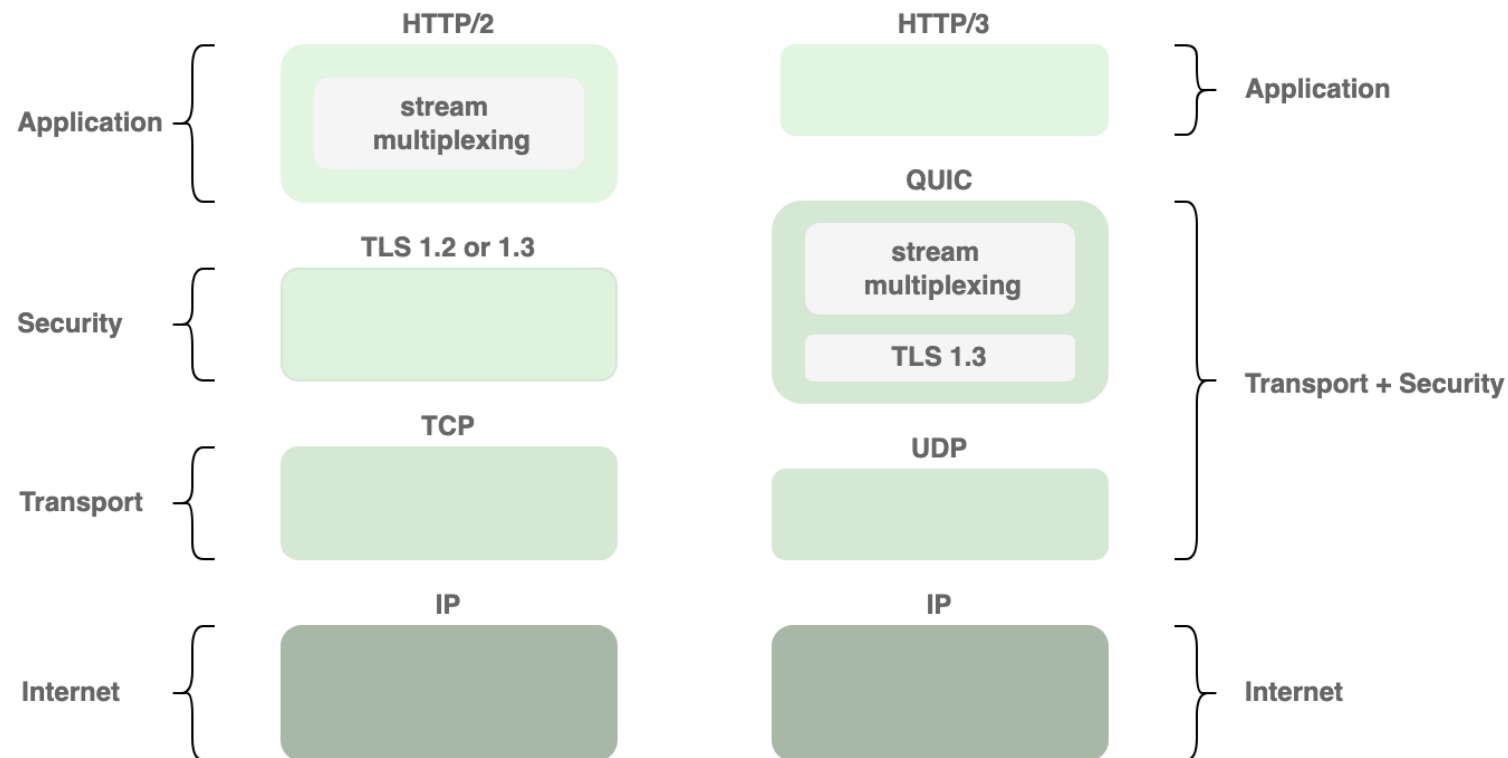 HTTP/2
HTTP/3
stream
multiplexing
Application
Application
QUIC
TLS 1.2 or 1.3
stream
multiplexing
Security
TLS 1.3
Transport + Security
TCP
UDP
Transport
IP
IP
Internet
Internet